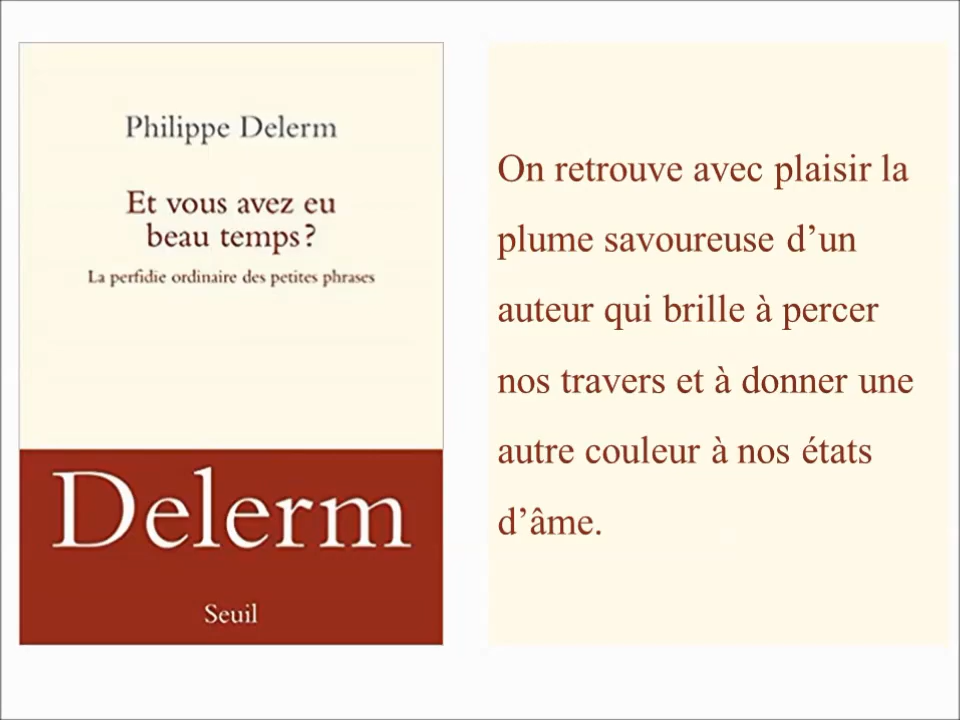 Philippe Delerm
Et vous avez eu
beau temps ?
La perfidie ordinaire des petites phrases
Delerm
Seuil
On retrouve avec plaisir la
plume savoureuse d’un
auteur qui brille à percer
nos travers et à donner une
autre couleur à nos états
d’âme.